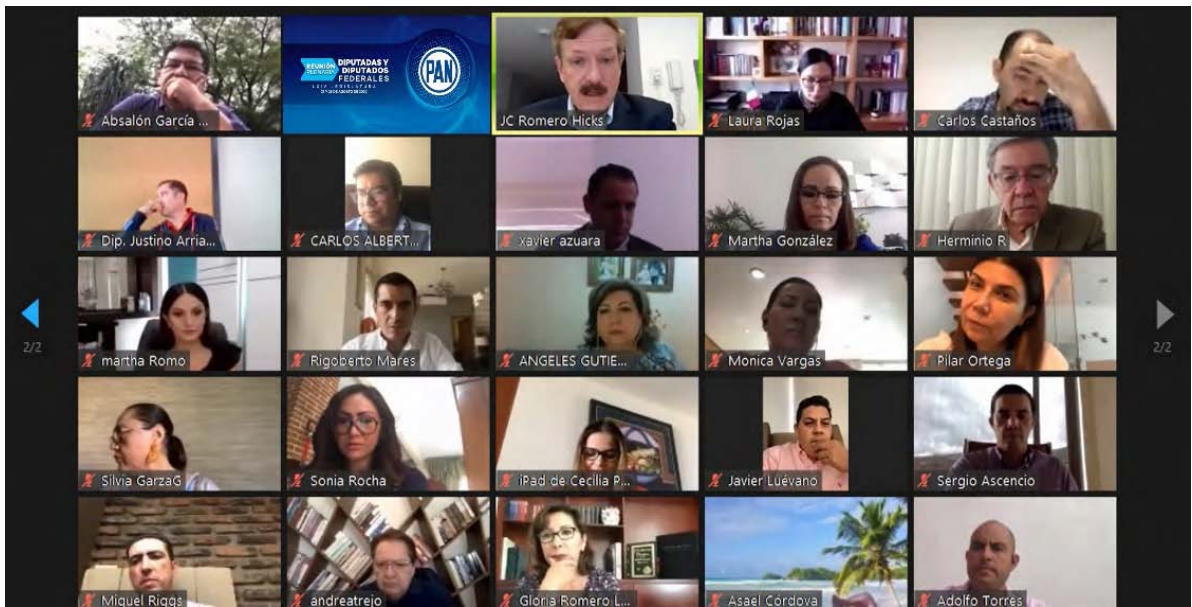 Absalón García ...
REUNIÓN
PLENARIA
DIPUTADAS Y
DIPUTADOS
FEDERALES
PAN
JC Romero Hicks
Laura Rojas
Carlos Castaños
Dip. Justino Arria...
CARLOS ALBERT...
xavier azuara
Martha González
Herminio R
martha Romo
Rigoberto Mares
ANGELES GUTIE...
Monica Vargas
Pilar Ortega
2/2
2/2
Silvia GarzaG
Sonia Rocha
iPad de Cecilia P...
Javier Luévano
Sergio Ascencio
Miguel Riggs
andreatrejo
Gloria Romero L...
Asael Córdova
Adolfo Torres